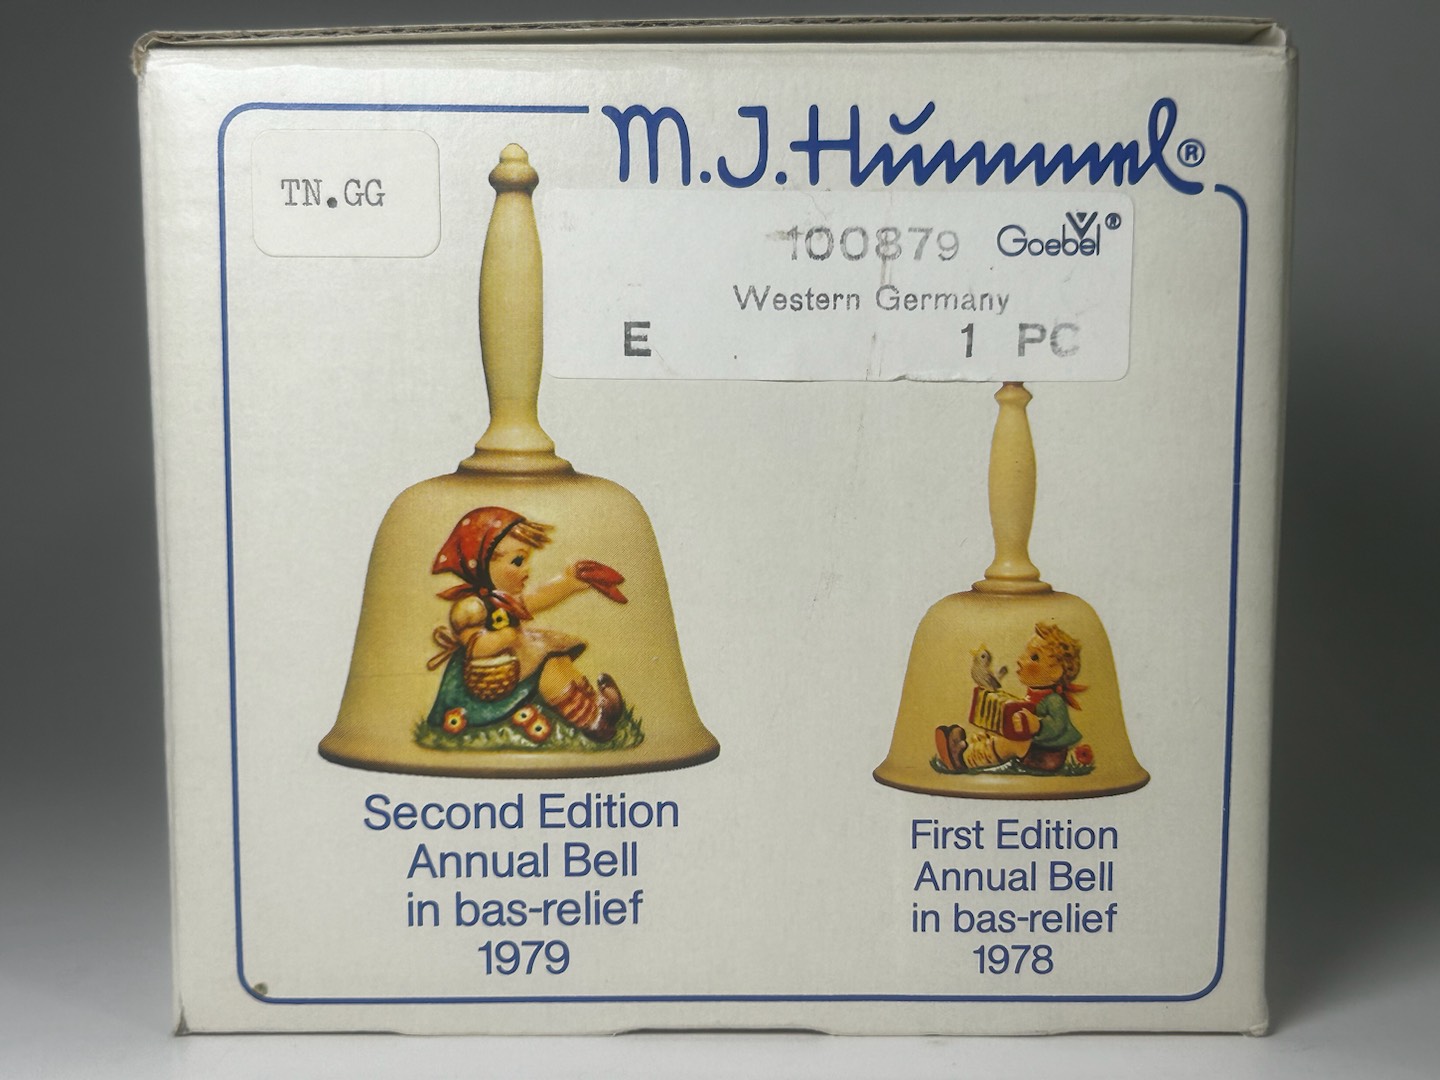 M.J.Hummel®
TN.GG
100879 Goebel®
Western Germany
E 1 PC
Second Edition
Annual Bell
in bas-relief
1979
First Edition
Annual Bell
in bas-relief
1978